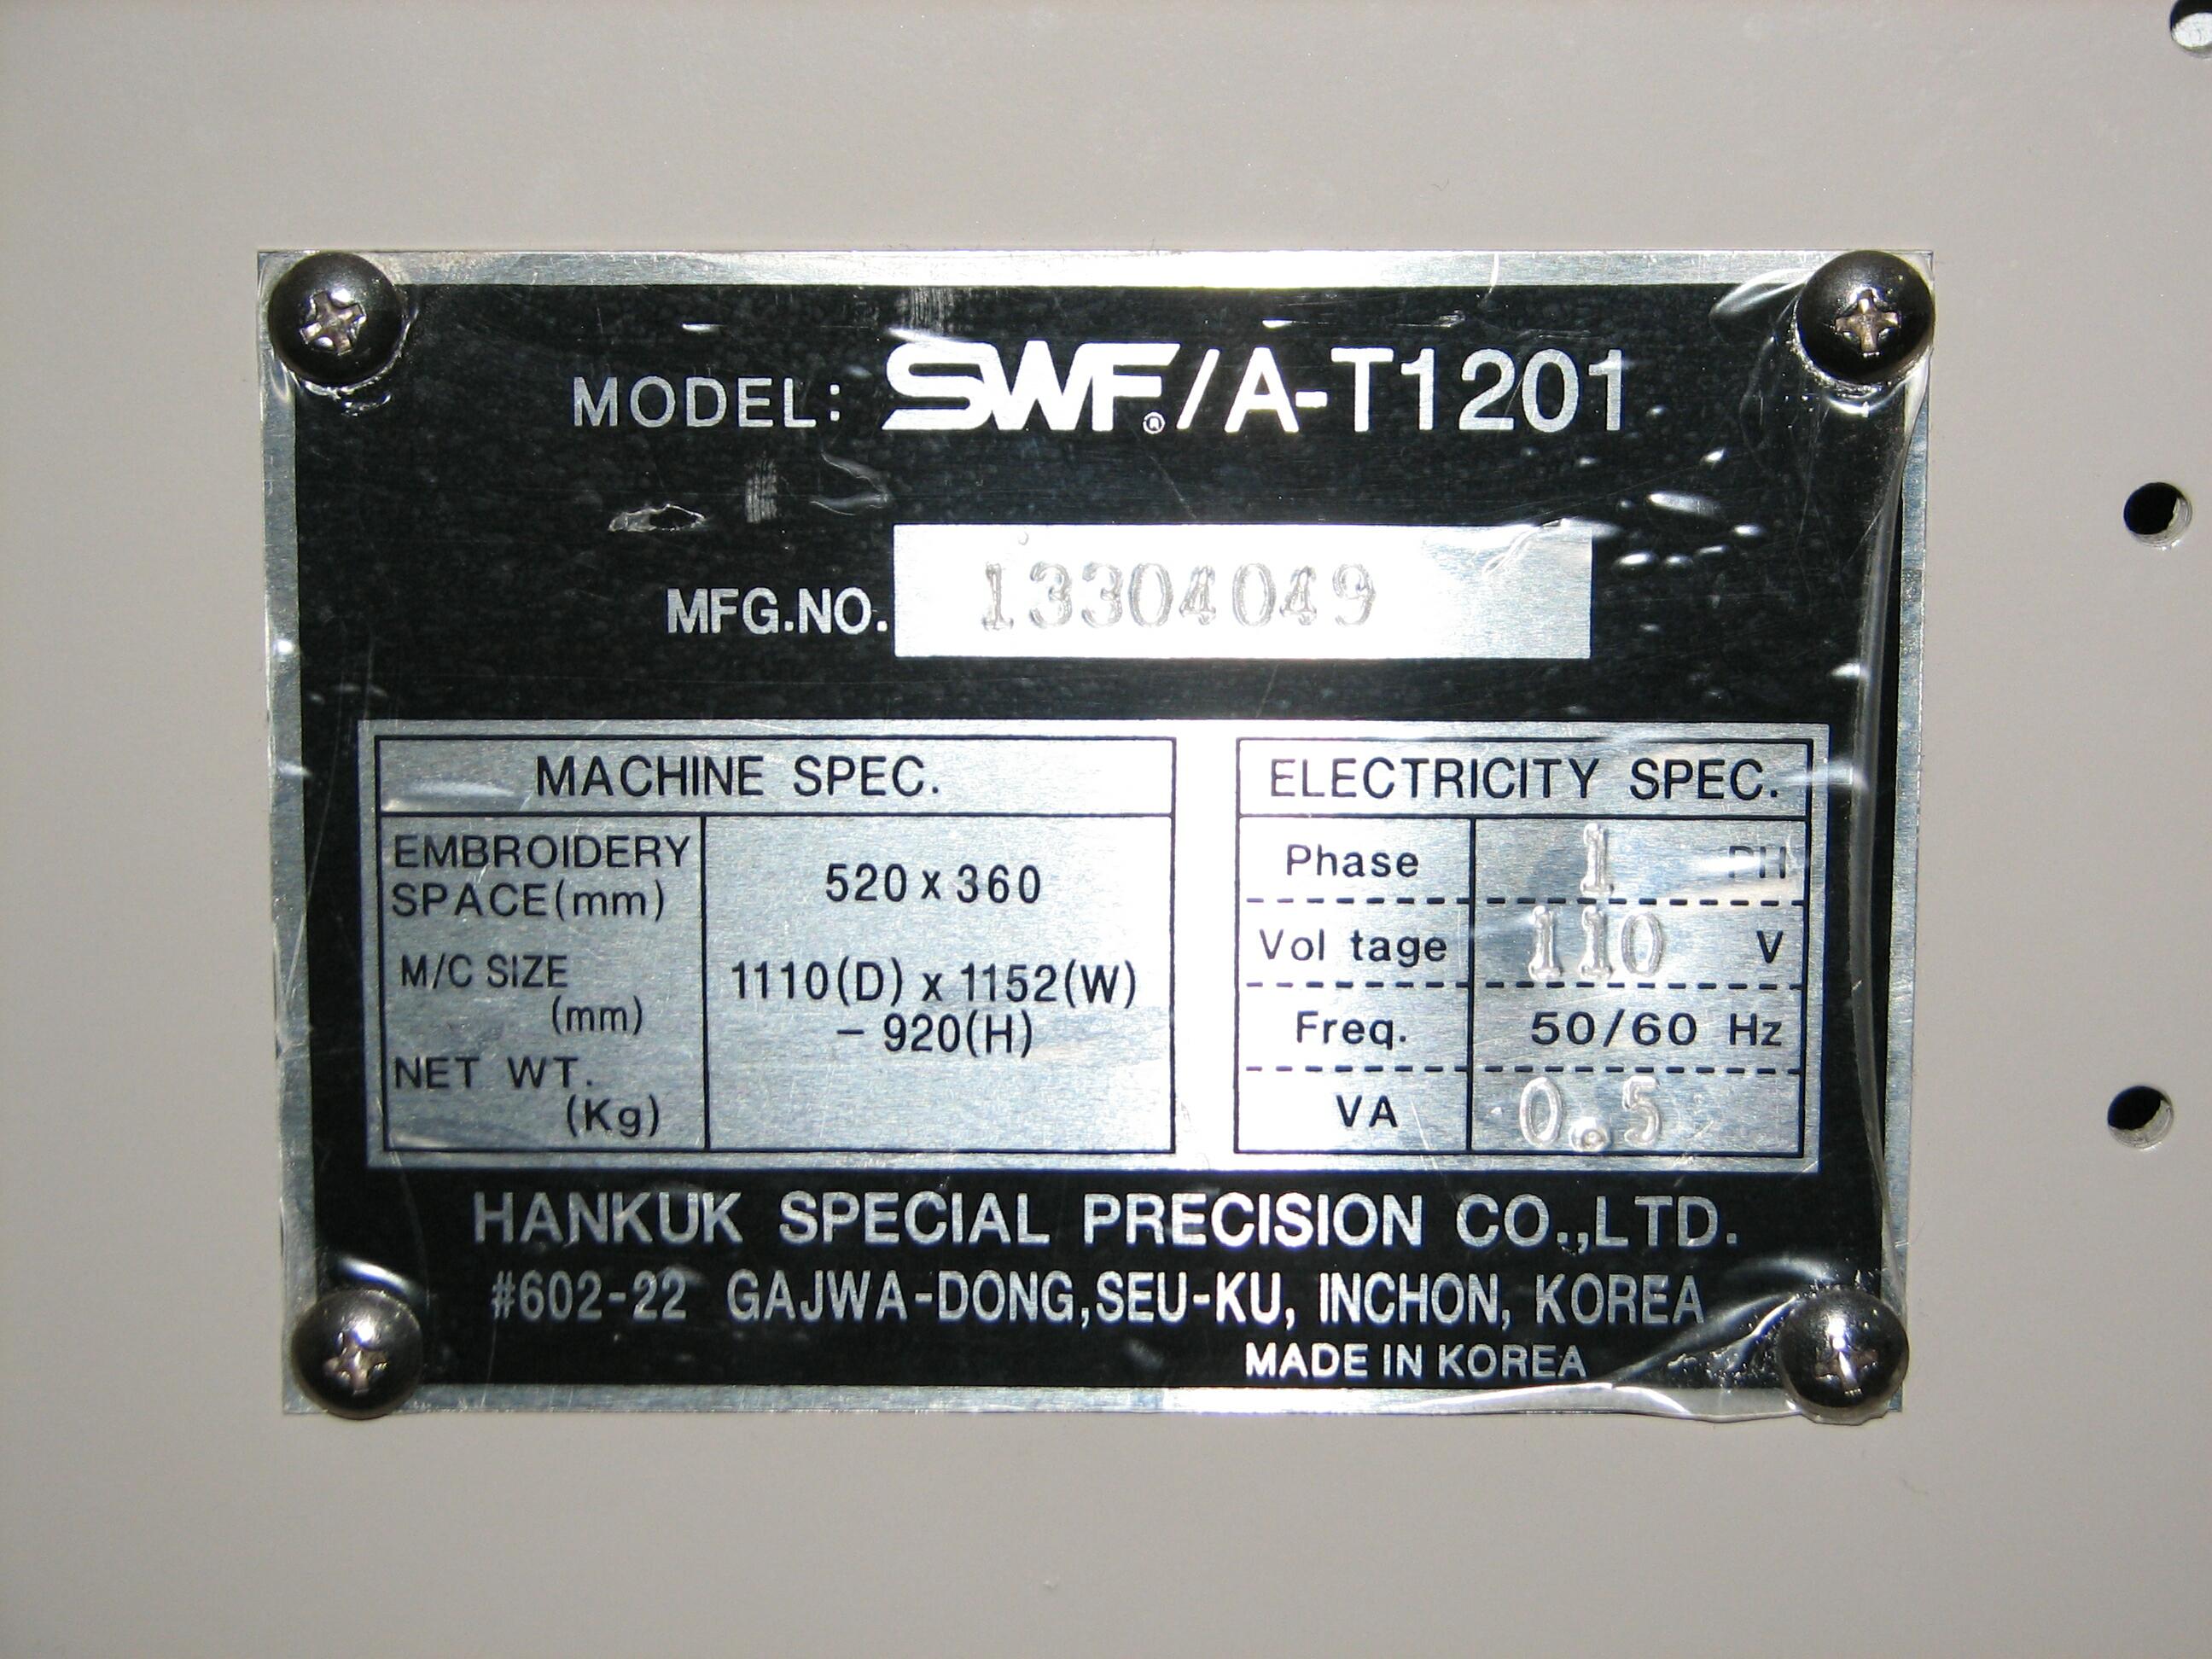 MODEL: SWF®/A-T1201
MFG.NO. 13304049
MACHINE SPEC.
EMBROIDERY
SPACE(mm)
520 x 360
M/C SIZE
(mm)
1110(D) x 1152(W)
- 920(H)
NET WT.
(Kg)
ELECTRICITY SPEC.
Phase 1 PH
Vol tage 110 V
Freq. 50/60 Hz
VA 0.5
HANKUK SPECIAL PRECISION CO.,LTD.
#602-22 GAJWA-DONG,SEU-KU, INCHON, KOREA
MADE IN KOREA